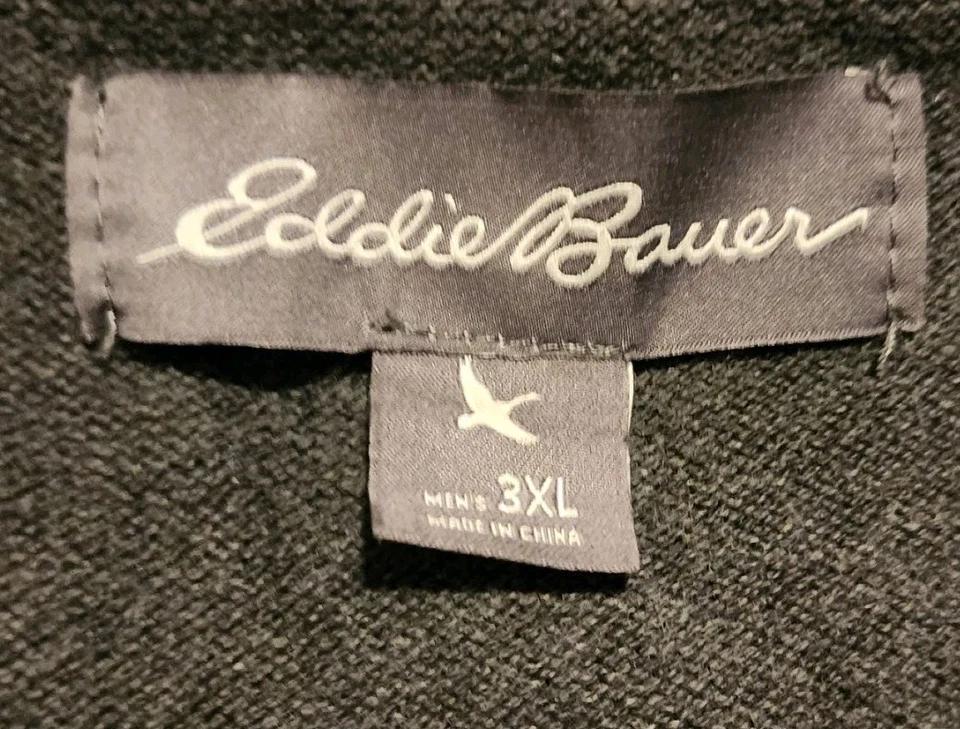 Eddie Bauer
MEN'S 3XL
MADE IN CHINA